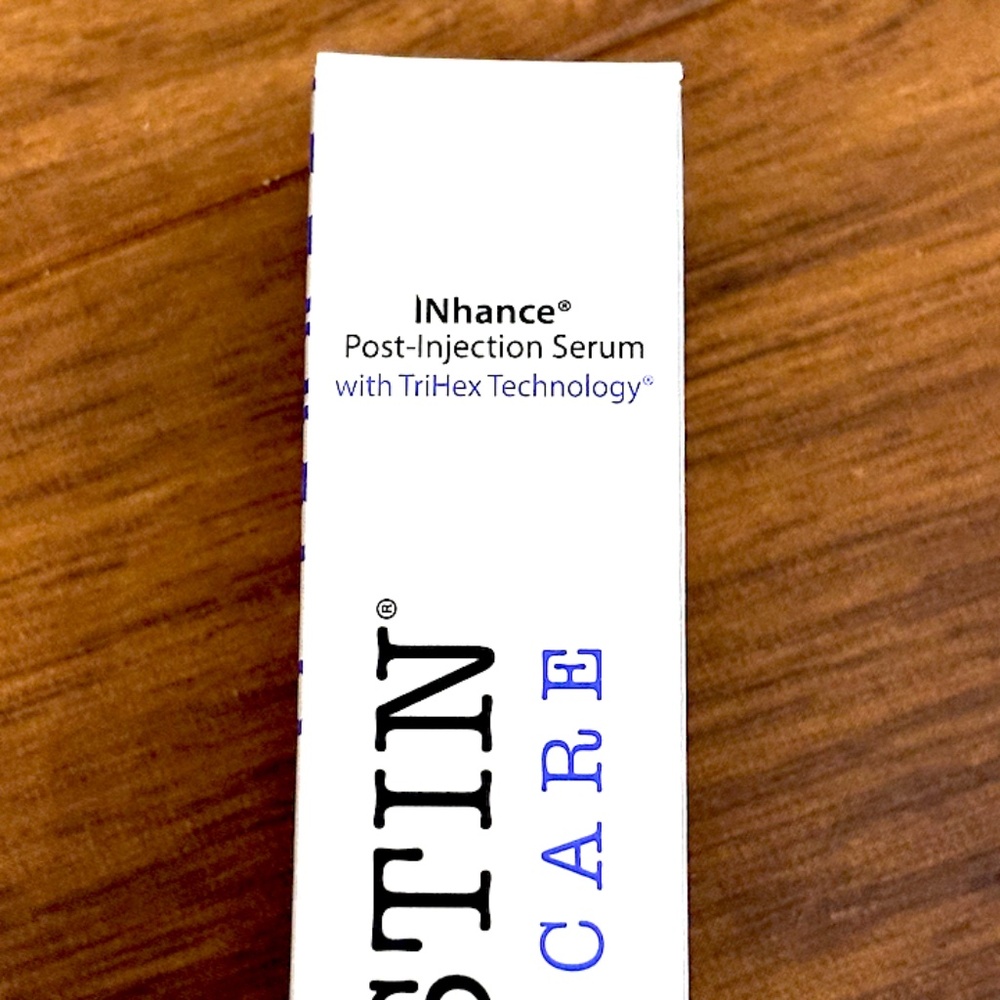 INhance®
Post-Injection Serum
with TriHex Technology®
STIN®
CARE